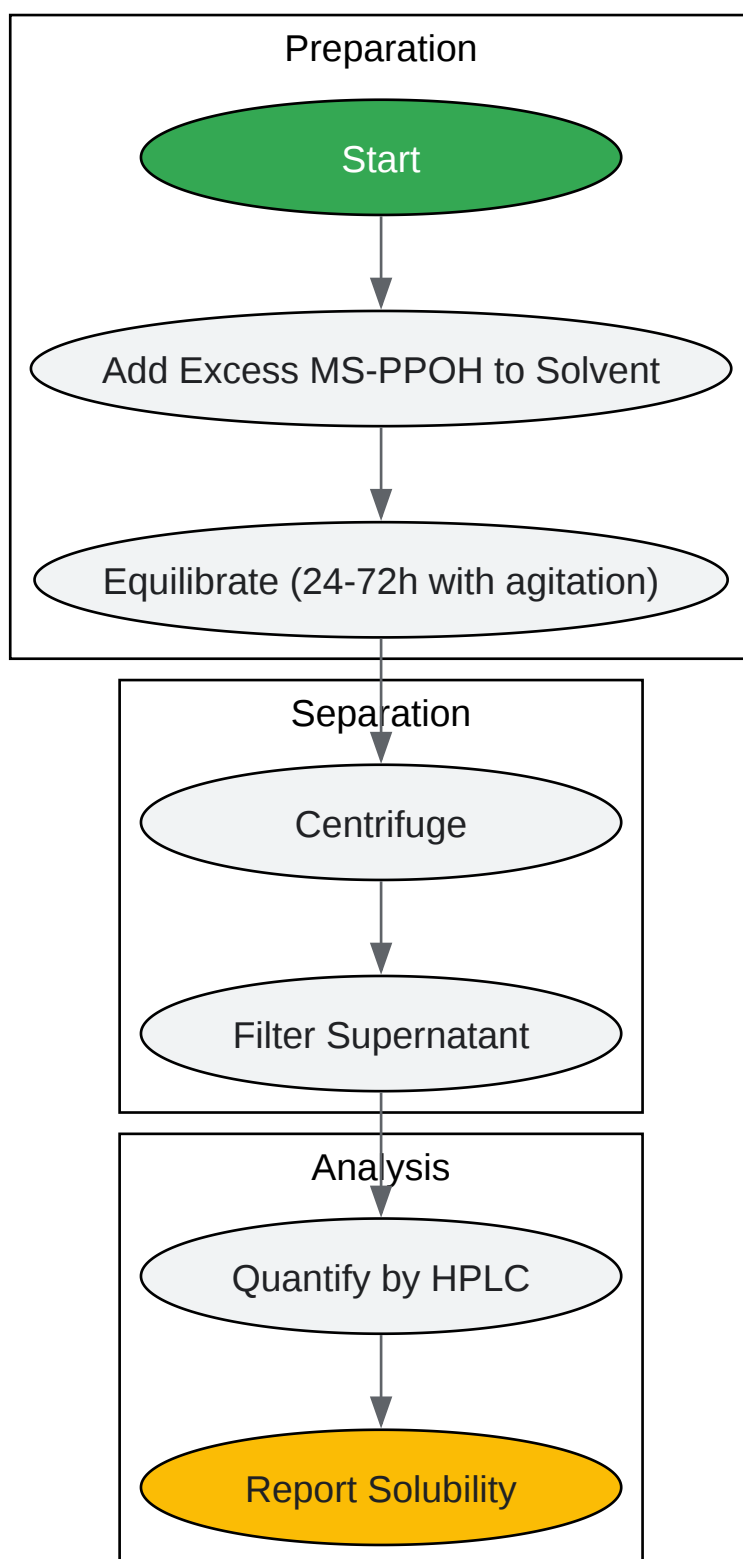 Preparation
Start
Add Excess MS-PPOH to Solvent
Equilibrate (24-72h with agitation)
Separation
Centrifuge
Filter Supernatant
Analysis
Quantify by HPLC
Report Solubility